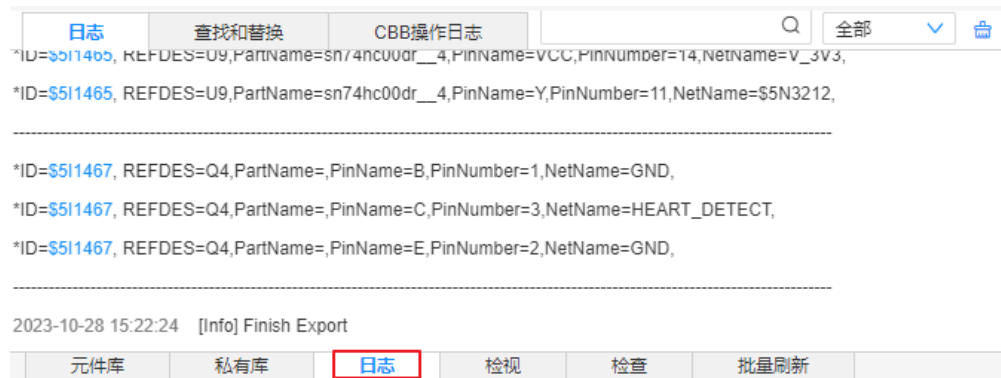 日志 查找和替换 CBB操作日志 全部
*ID=$5I1465, REFDES=U9,PartName=sn74hc00dr__4,PinName=VCC,PinNumber=14,NetName=V_3V3,
*ID=$5I1465, REFDES=U9,PartName=sn74hc00dr__4,PinName=Y,PinNumber=11,NetName=$5N3212,
--------------------------------------------------------------------------------
*ID=$5I1467, REFDES=Q4,PartName=,PinName=B,PinNumber=1,NetName=GND,
*ID=$5I1467, REFDES=Q4,PartName=,PinName=C,PinNumber=3,NetName=HEART_DETECT,
*ID=$5I1467, REFDES=Q4,PartName=,PinName=E,PinNumber=2,NetName=GND,
--------------------------------------------------------------------------------
2023-10-28 15:22:24 [Info] Finish Export
元件库 私有库 日志 检视 检查 批量刷新